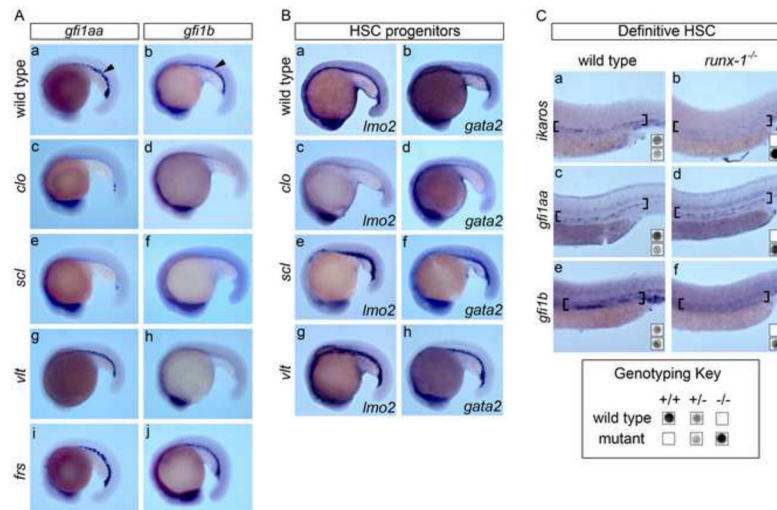 A
gfi1aa
gfi1b
wild type
a
b
clo
c
d
scl
e
f
vlt
g
h
frs
i
j
B
HSC progenitors
wild type
a
lmo2
b
gata2
clo
c
lmo2
d
gata2
scl
e
lmo2
f
gata2
vlt
g
lmo2
h
gata2
C
Definitive HSC
wild type
runx-1-/-
ikaros
a
b
gfi1aa
c
d
gfi1b
e
f
Genotyping Key
+/+ +/- -/-
wild type
mutant